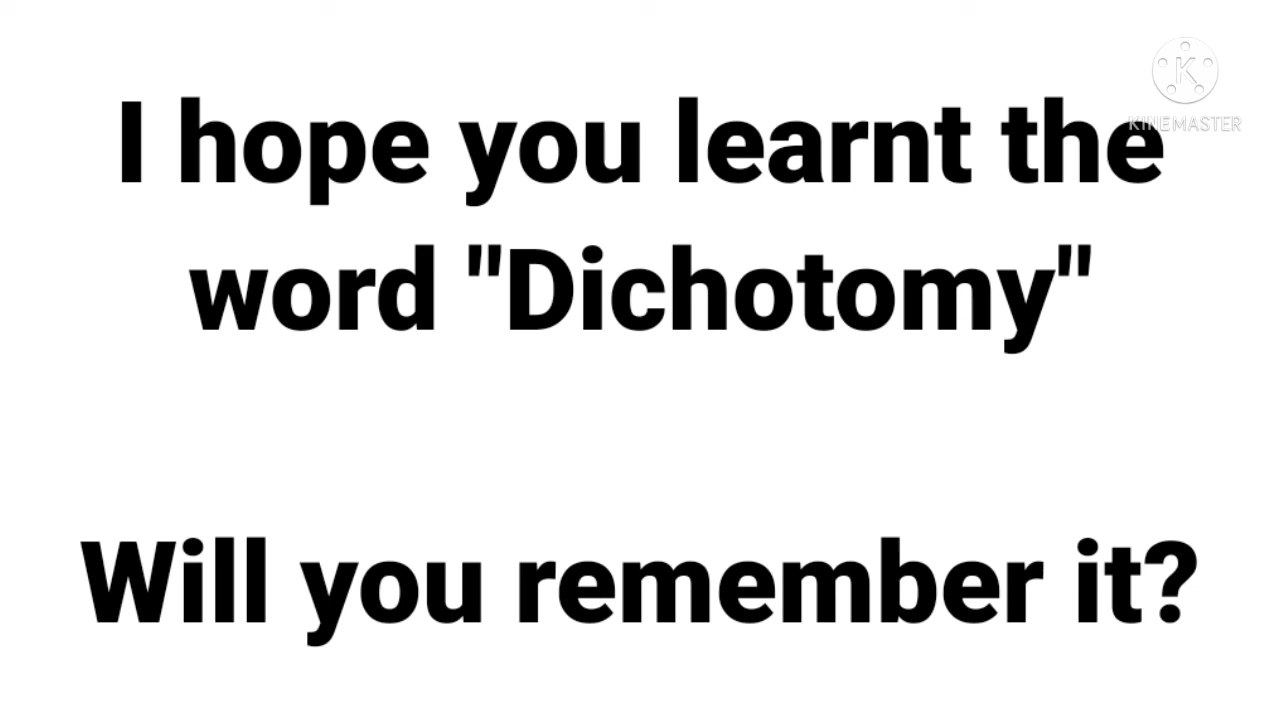 I hope you learnt the
word "Dichotomy"
Will you remember it?
K
KINEMASTER